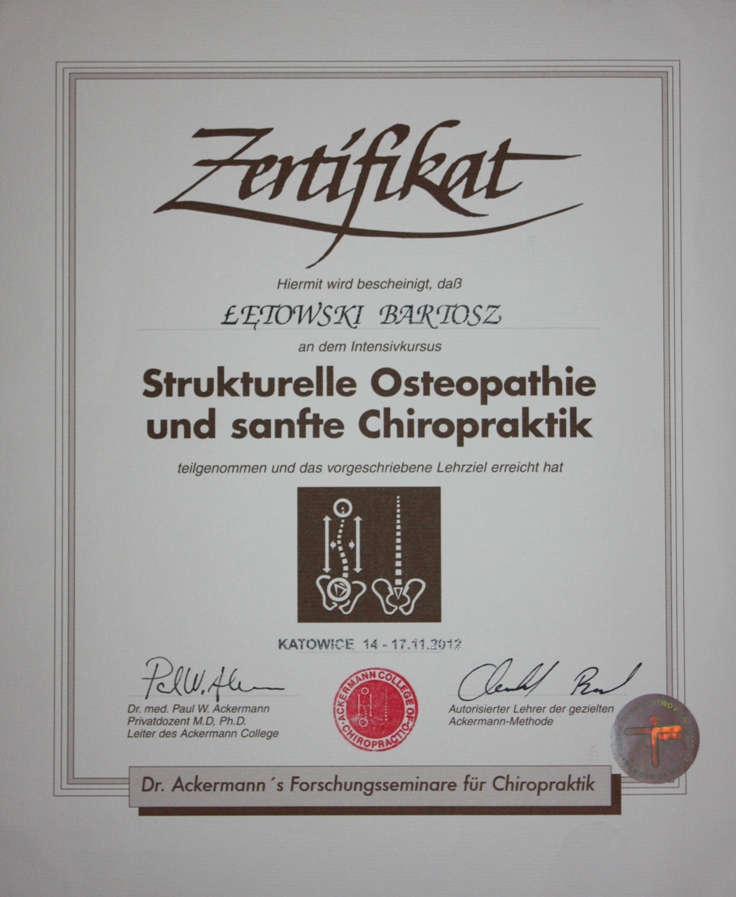 Zertifikat
Hiermit wird bescheinigt, daß
ŁĘTOWSKI BARTOSZ
an dem Intensivkursus
Strukturelle Osteopathie
und sanfte Chiropraktik
teilgenommen und das vorgeschriebene Lehrziel erreicht hat
KATOWICE 14 - 17.11.2012
Dr. med. Paul W. Ackermann
Privatdozent M.D, Ph.D.
Leiter des Ackermann College
ACKERMANN COLLEGE OF
CHIROPRACTIC
Autorisierter Lehrer der gezielten
Ackermann-Methode
Dr. Ackermann´s Forschungsseminare für Chiropraktik